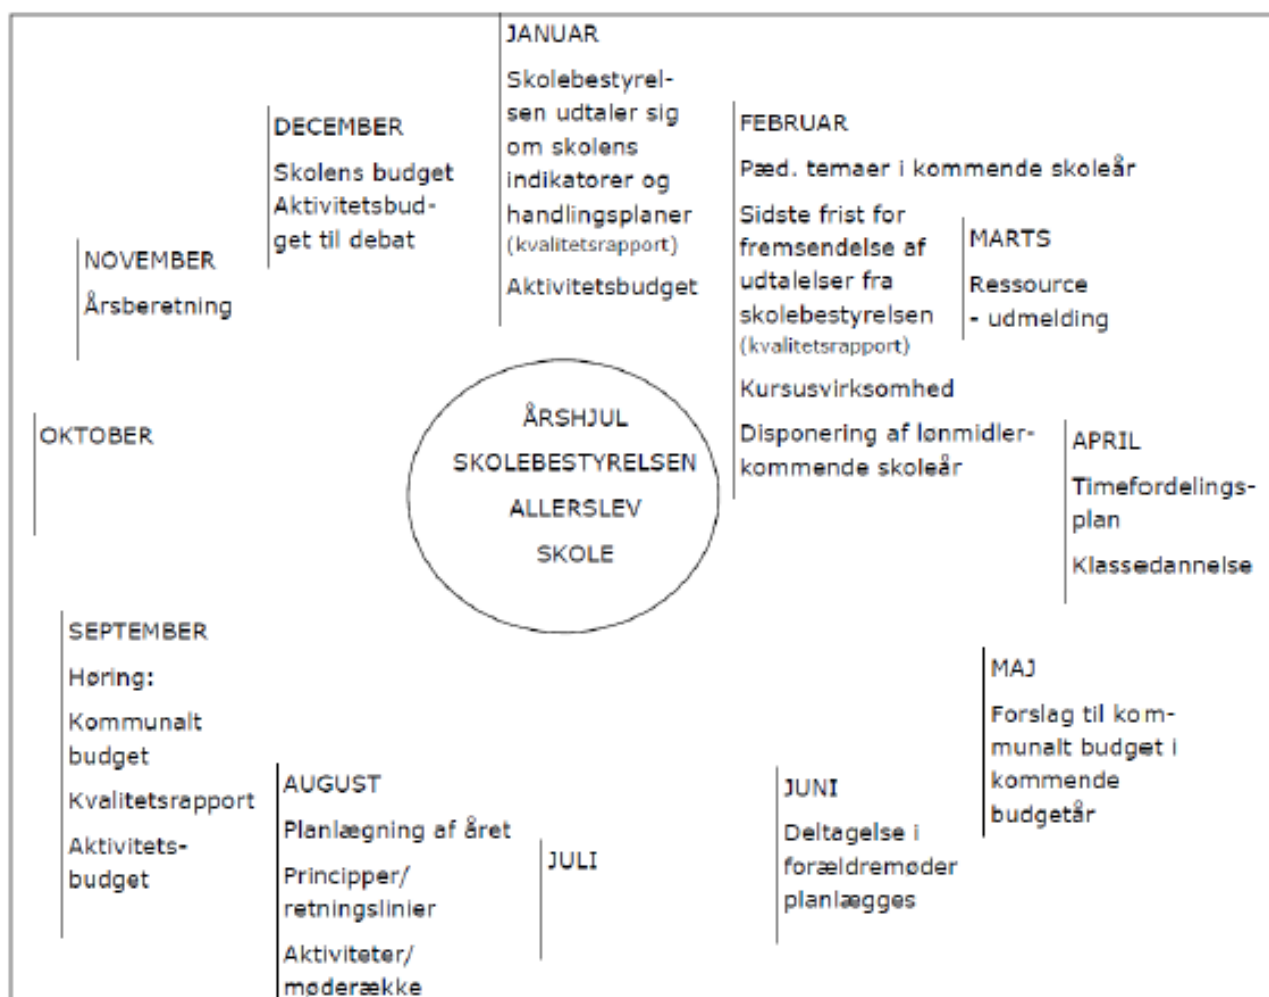 JANUAR
Skolebestyrel-
sen udtaler sig
om skolens
indikatorer og
handlingsplaner
(kvalitetsrapport)
Aktivitetsbudget
FEBRUAR
Pæd. temaer i kommende skoleår
Sidste frist for
fremsendelse af
udtalelser fra
skolebestyrelsen
(kvalitetsrapport)
Kursusvirksomhed
Disponering af lønmidler-
kommende skoleår
MARTS
Ressource
- udmelding
APRIL
Timefordelings-
plan
Klassedannelse
MAJ
Forslag til kom-
munalt budget i
kommende
budgetår
JUNI
Deltagelse i
forældremøder
planlægges
JULI
AUGUST
Planlægning af året
Principper/
retningslinier
Aktiviteter/
møderække
SEPTEMBER
Høring:
Kommunalt
budget
Kvalitetsrapport
Aktivitets-
budget
OKTOBER
NOVEMBER
Årsberetning
DECEMBER
Skolens budget
Aktivitetsbud-
get til debat
ÅRSHJUL
SKOLEBESTYRELSEN
ALLERSLEV
SKOLE